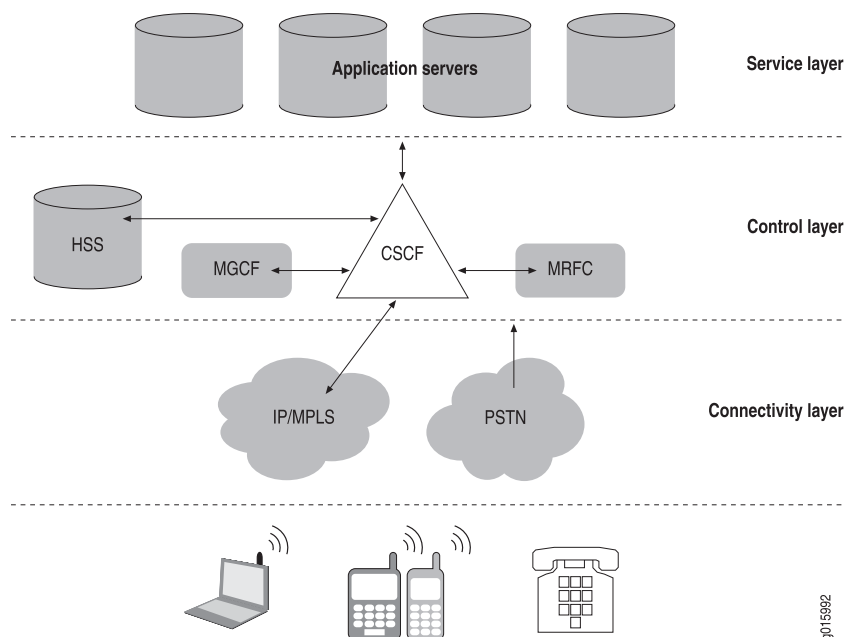 Application servers
Service layer
HSS
MGCF
CSCF
MRFC
Control layer
IP/MPLS
PSTN
Connectivity layer
g015992